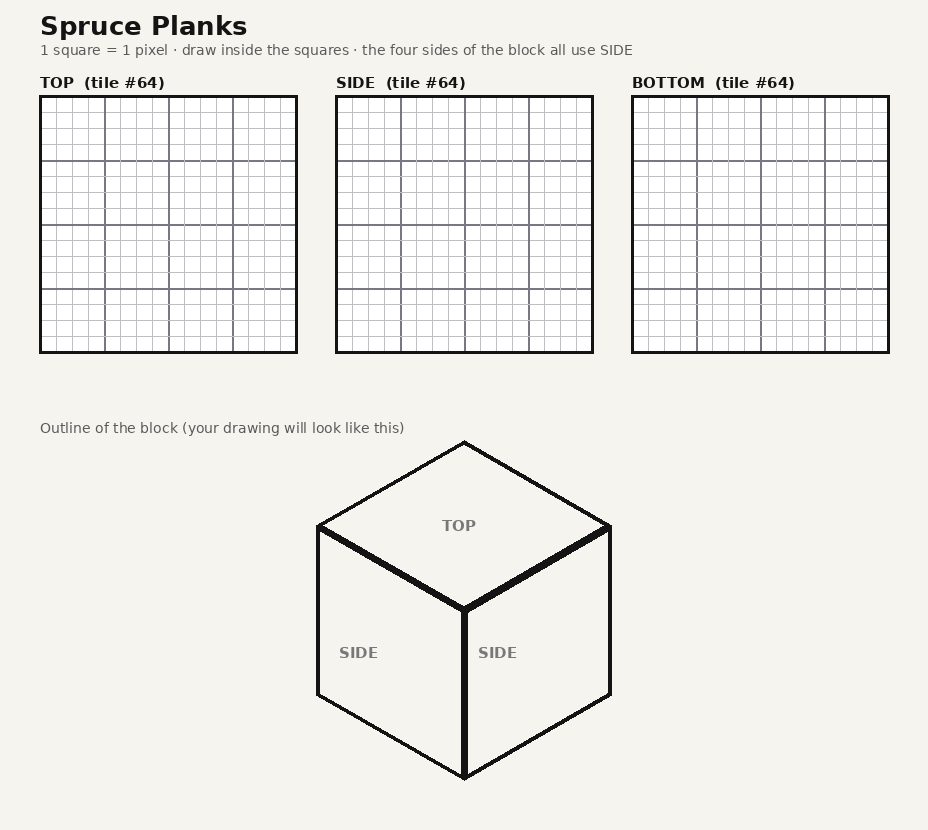 Spruce Planks
1 square = 1 pixel · draw inside the squares · the four sides of the block all use SIDE
TOP (tile #64)
SIDE (tile #64)
BOTTOM (tile #64)
Outline of the block (your drawing will look like this)
TOP
SIDE
SIDE